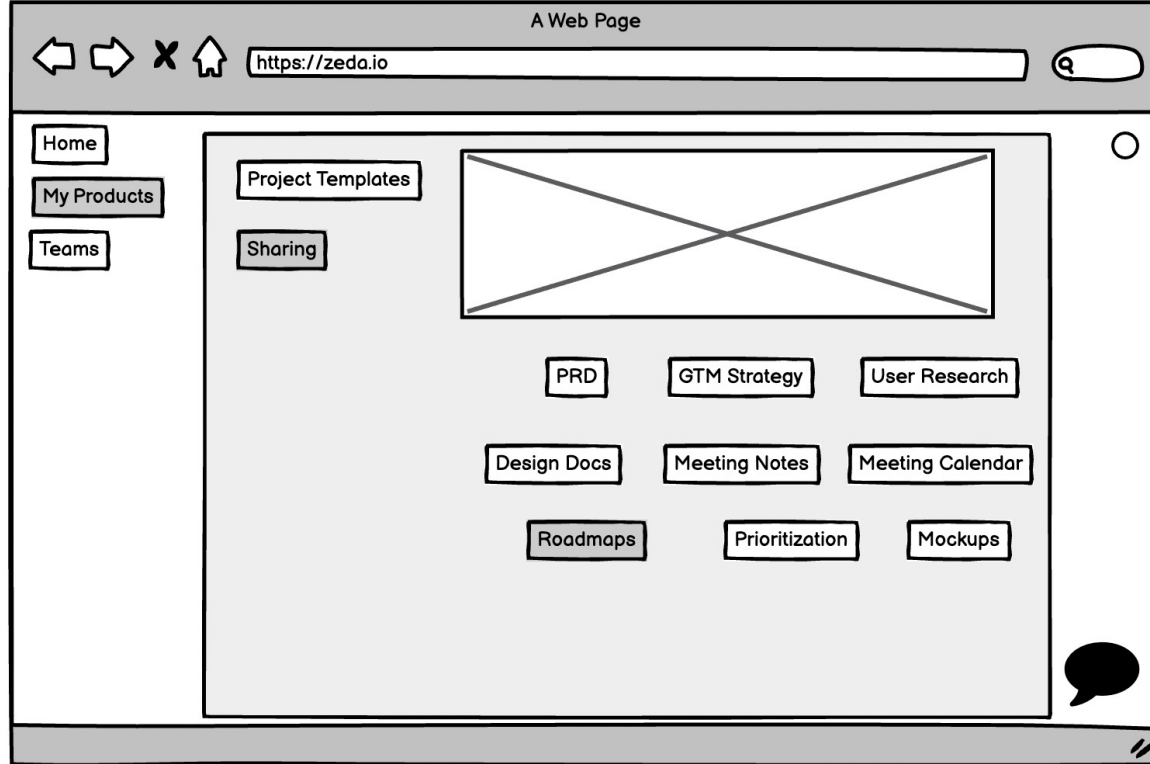 A Web Page
https://zeda.io
Home
My Products
Teams
Project Templates
Sharing
PRD
GTM Strategy
User Research
Design Docs
Meeting Notes
Meeting Calendar
Roadmaps
Prioritization
Mockups